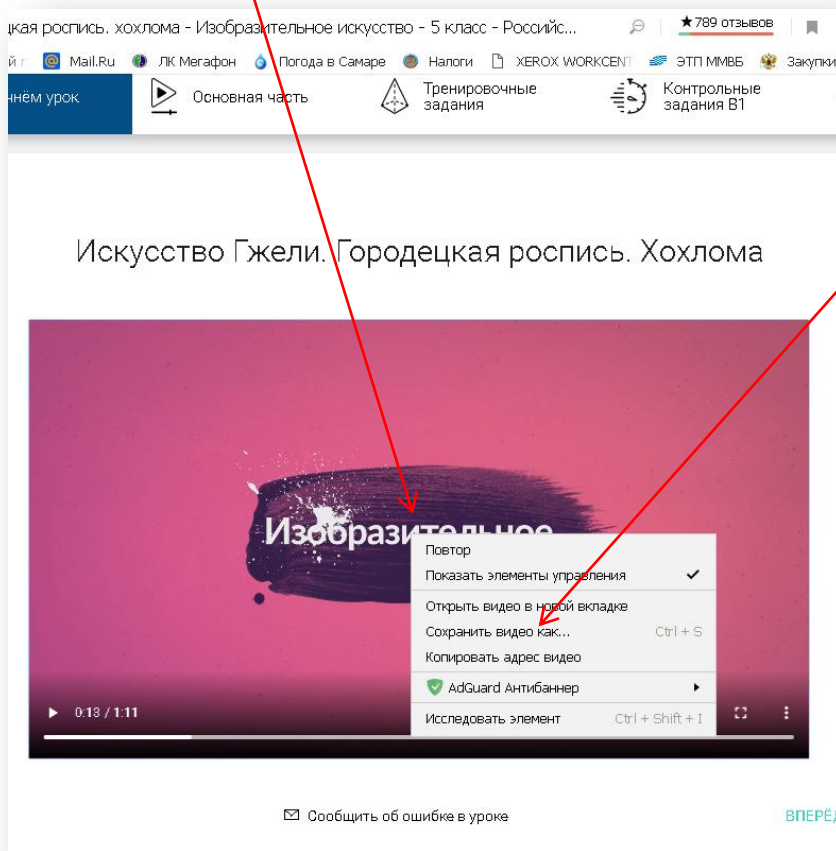 роспись. хохлома - Изобразительное искусство - 5 класс - Российс... ★789 отзывов
Mail.Ru ЛК Мегафон Погода в Самаре Налоги XEROX WORKCENT ЭТП ММВБ Закупки
нём урок Основная часть
Тренировочные
задания
Контрольные
задания В1
Искусство Гжели. Городецкая роспись. Хохлома
Изобразительное
Повтор
Показать элементы управления ✔
Открыть видео в новой вкладке
Сохранить видео как... Ctrl + S
Копировать адрес видео
AdGuard Антибаннер
Исследовать элемент Ctrl + Shift + I
0:13 / 1:11
Сообщить об ошибке в уроке
ВПЕРЁД